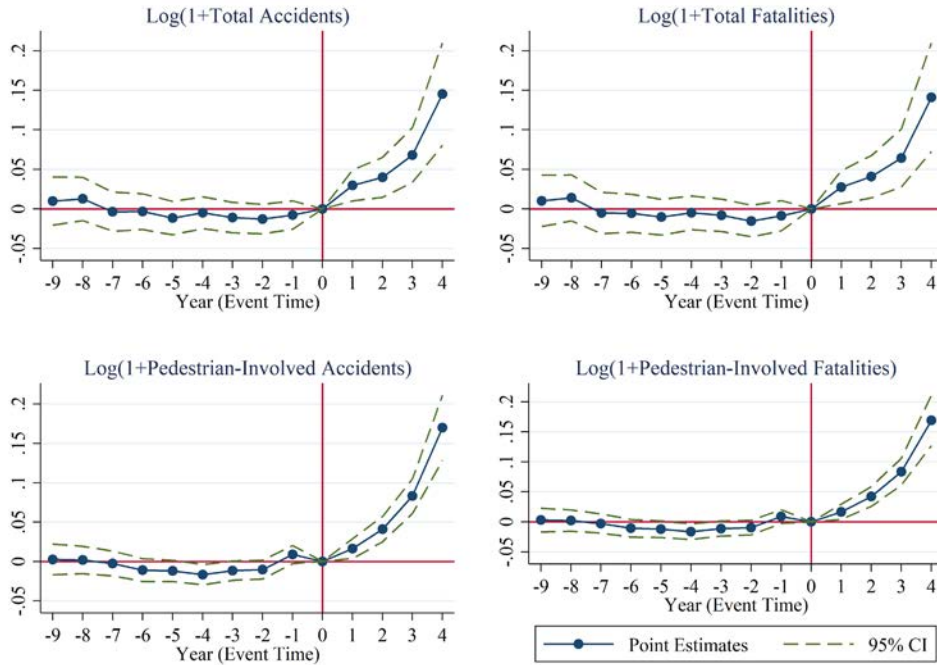 Log(1+Total Accidents)
.2
.15
.1
.05
0
-.05
-9 -8 -7 -6 -5 -4 -3 -2 -1 0 1 2 3 4
Year (Event Time)
Log(1+Total Fatalities)
.2
.15
.1
.05
0
-.05
-9 -8 -7 -6 -5 -4 -3 -2 -1 0 1 2 3 4
Year (Event Time)
Log(1+Pedestrian-Involved Accidents)
.2
.15
.1
.05
0
-.05
-9 -8 -7 -6 -5 -4 -3 -2 -1 0 1 2 3 4
Year (Event Time)
Log(1+Pedestrian-Involved Fatalities)
.2
.15
.1
.05
0
-.05
-9 -8 -7 -6 -5 -4 -3 -2 -1 0 1 2 3 4
Year (Event Time)
Point Estimates 95% CI